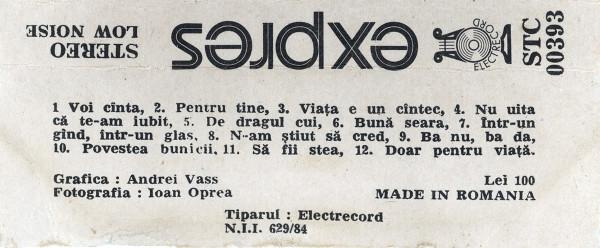 STEREO
LOW NOISE
expres
ELECTRECORD
STC
00393
1 Voi cînta, 2. Pentru tine, 3. Viața e un cîntec, 4. Nu uita
că te-am iubit, 5. De dragul cui, 6. Bună seara, 7. Într-un
gînd, într-un glas, 8. N-am știut să cred, 9. Ba nu, ba da,
10. Povestea bunicii, 11. Să fii stea, 12. Doar pentru viață.
Grafica : Andrei Vass
Fotografia : Ioan Oprea
Lei 100
MADE IN ROMANIA
Tiparul : Electrecord
N.I.I. 629/84